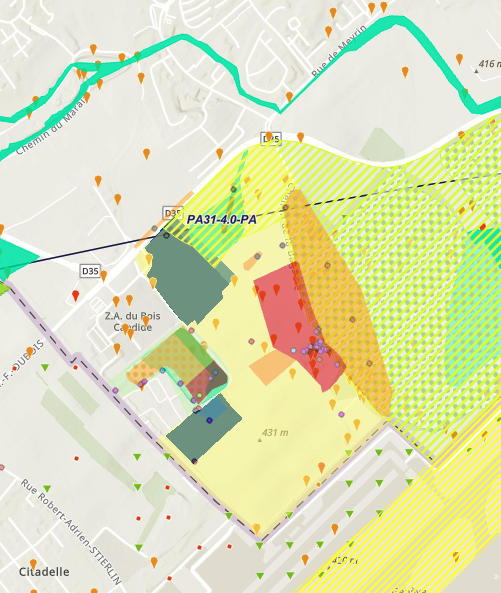 Rue de Meyrin
416 m
Chemin du Marais
D35
D35
PA31-4.0-PA
D35
Z.A. du Bois
Candide
J.-F. DUBOIS
431 m
Rue Robert-Adrien-STIERLIN
Citadelle